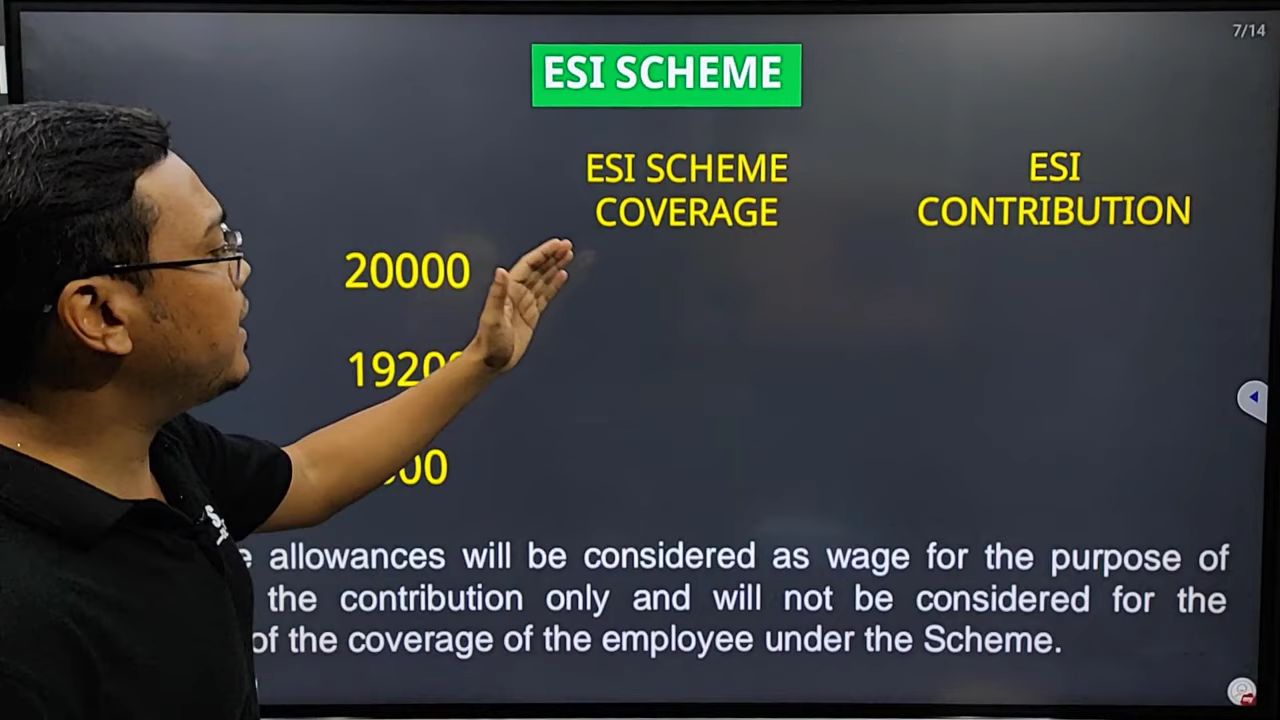 7/14
ESI SCHEME
ESI SCHEME
COVERAGE
ESI
CONTRIBUTION
20000
allowances will be considered as wage for the purpose of
the contribution only and will not be considered for the
of the coverage of the employee under the Scheme.